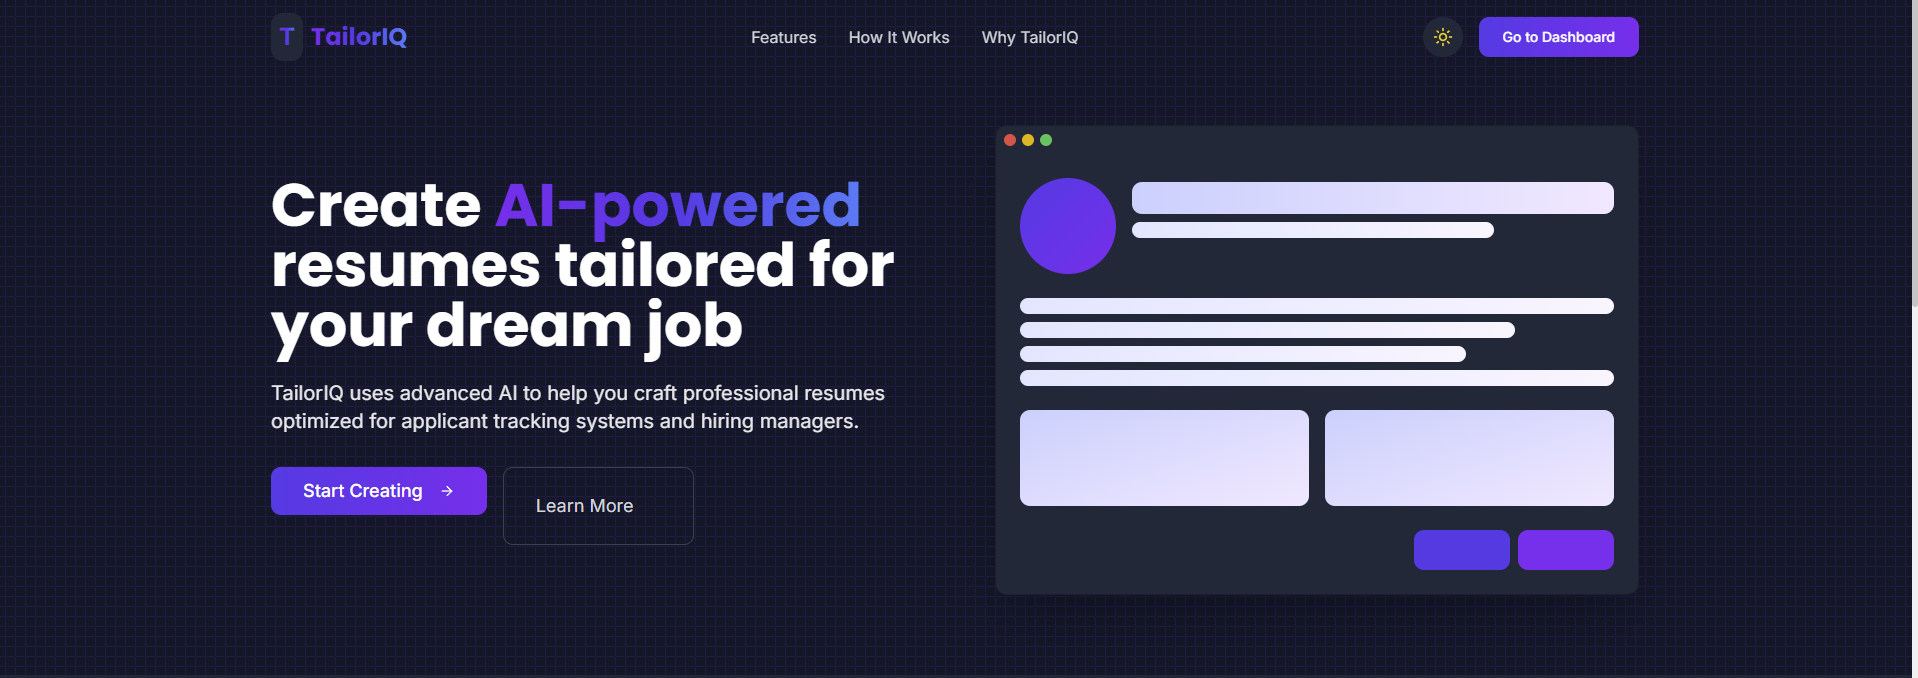 T TailorIQ
Features How It Works Why TailorIQ
Go to Dashboard
Create AI-powered
resumes tailored for
your dream job
TailorIQ uses advanced AI to help you craft professional resumes
optimized for applicant tracking systems and hiring managers.
Start Creating →
Learn More